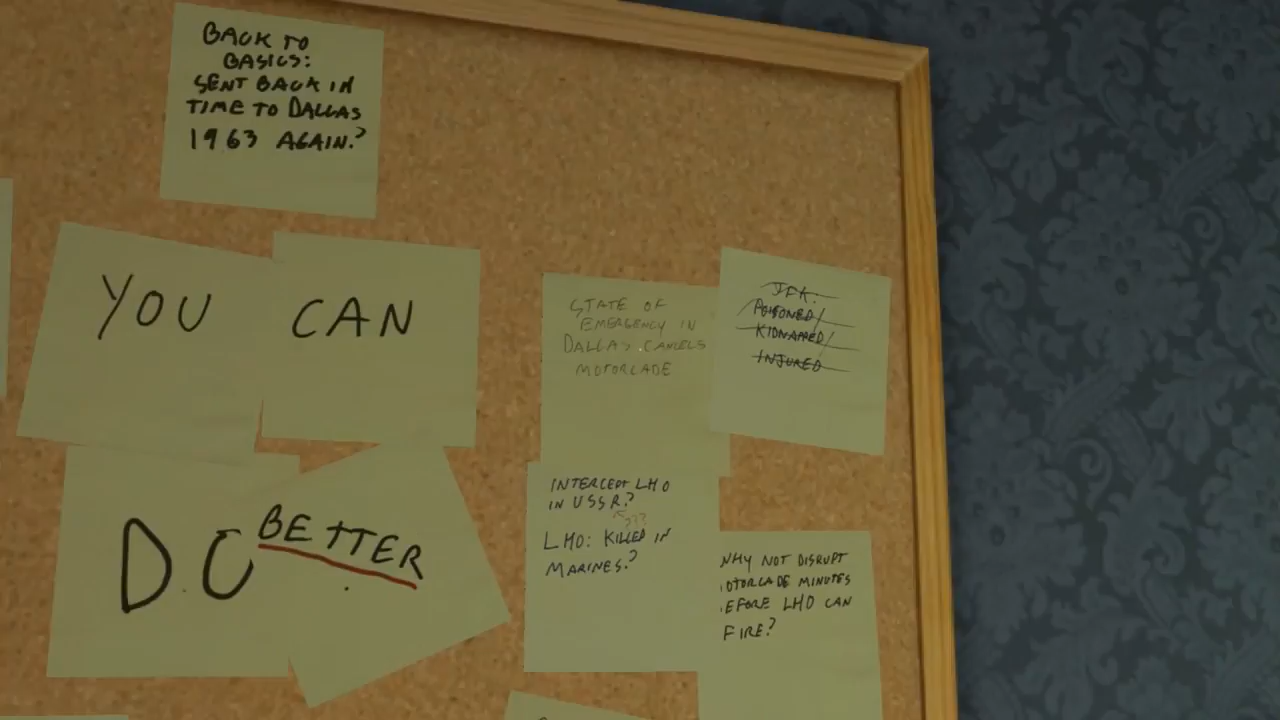 BACK TO
BASICS:
SENT BACK IN
TIME TO DALLAS
1963 AGAIN?
YOU CAN
DO BETTER
STATE OF
EMERGENCY IN
DALLAS CANCELS
MOTORCADE
JFK:
POISONED/
KIDNAPPED/
INJURED
INTERCEPT LHO
IN USSR?
???
LHO: KILLED IN
MARINES?
WHY NOT DISRUPT
MOTORCADE MINUTES
BEFORE LHO CAN
FIRE?